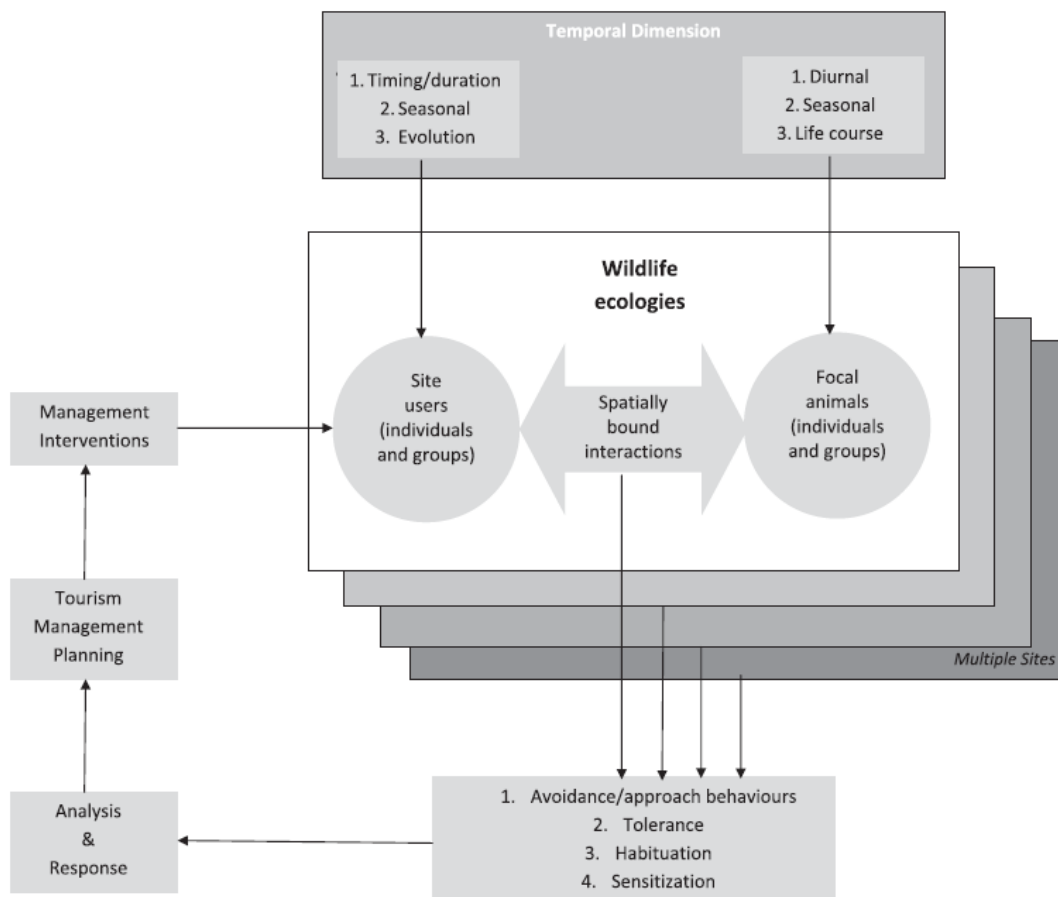 Temporal Dimension
1. Timing/duration
2. Seasonal
3. Evolution
1. Diurnal
2. Seasonal
3. Life course
Wildlife
ecologies
Site
users
(individuals
and groups)
Spatially
bound
interactions
Focal
animals
(individuals
and groups)
Management
Interventions
Tourism
Management
Planning
Multiple Sites
Analysis
&
Response
1. Avoidance/approach behaviours
2. Tolerance
3. Habituation
4. Sensitization